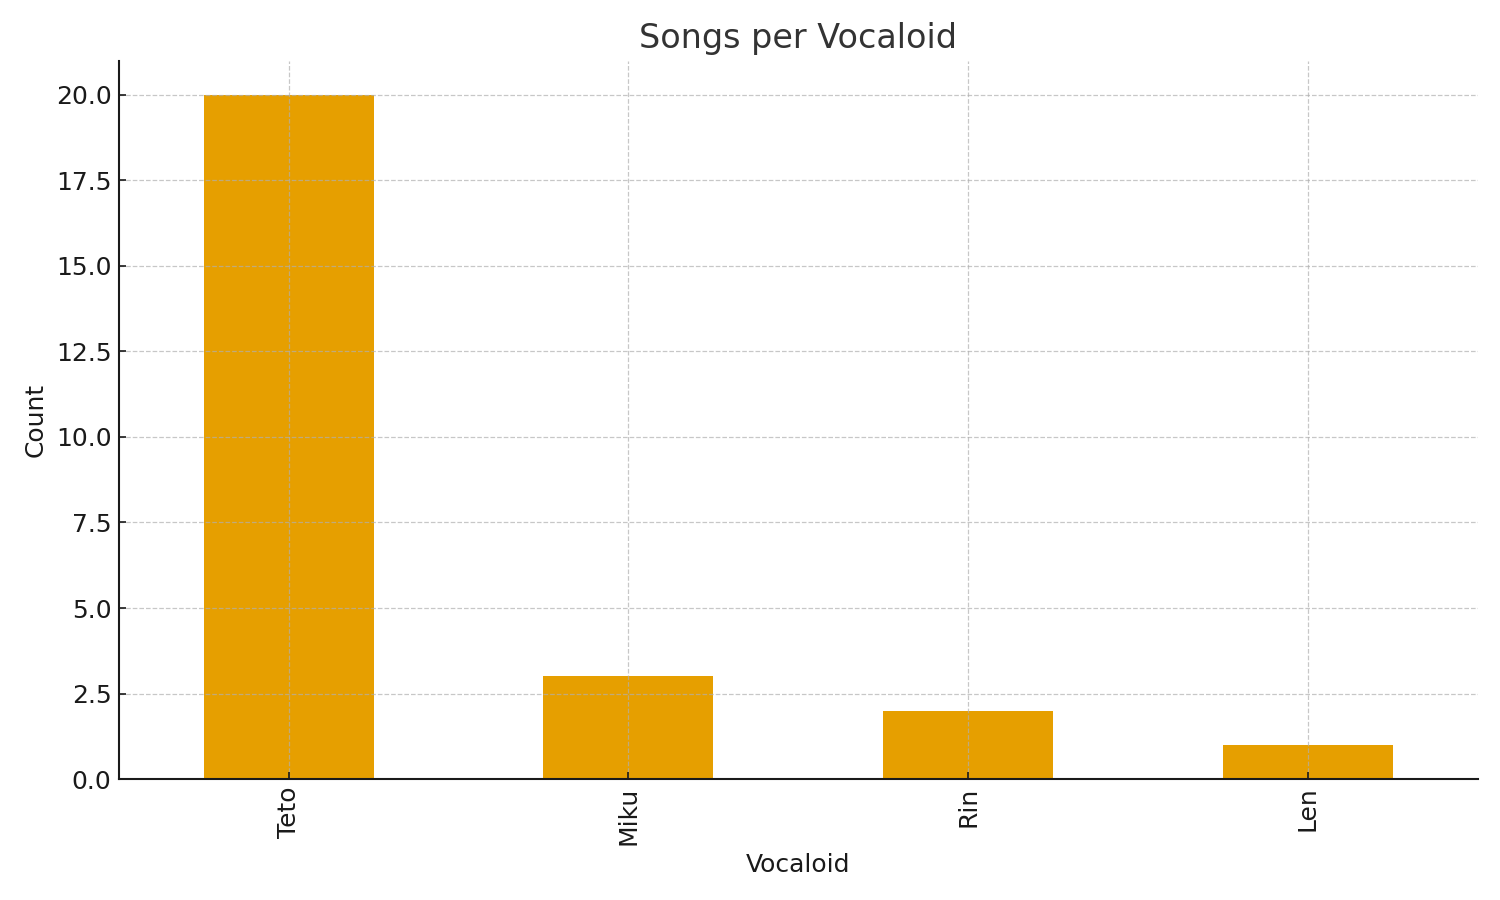 Songs per Vocaloid
20.0
17.5
15.0
12.5
10.0
7.5
5.0
2.5
0.0
Count
Teto
Miku
Rin
Len
Vocaloid